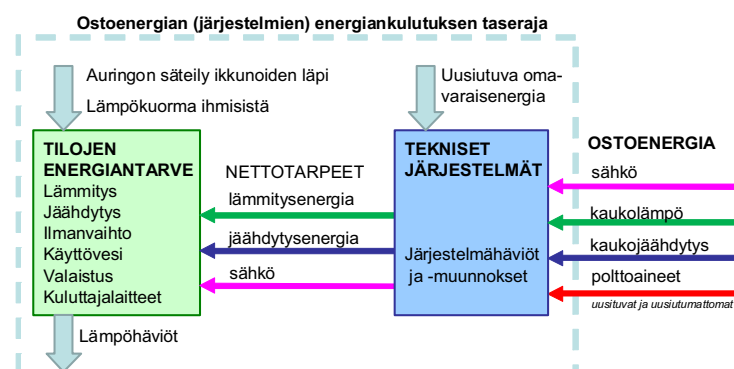 Ostoenergian (järjestelmien) energiankulutuksen taseraja
Auringon säteily ikkunoiden läpi
Lämpökuorma ihmisistä
Uusiutuva oma-
varaisenergia
TILOJEN
ENERGIANTARVE
Lämmitys
Jäähdytys
Ilmanvaihto
Käyttövesi
Valaistus
Kuluttajalaitteet
NETTOTARPEET
lämmitysenergia
jäähdytysenergia
sähkö
TEKNISET
JÄRJESTELMÄT
Järjestelmähäviöt
ja -muunnokset
OSTOENERGIA
sähkö
kaukolämpö
kaukojäähdytys
polttoaineet
uusituvat ja uusiutumattomat
Lämpöhäviöt